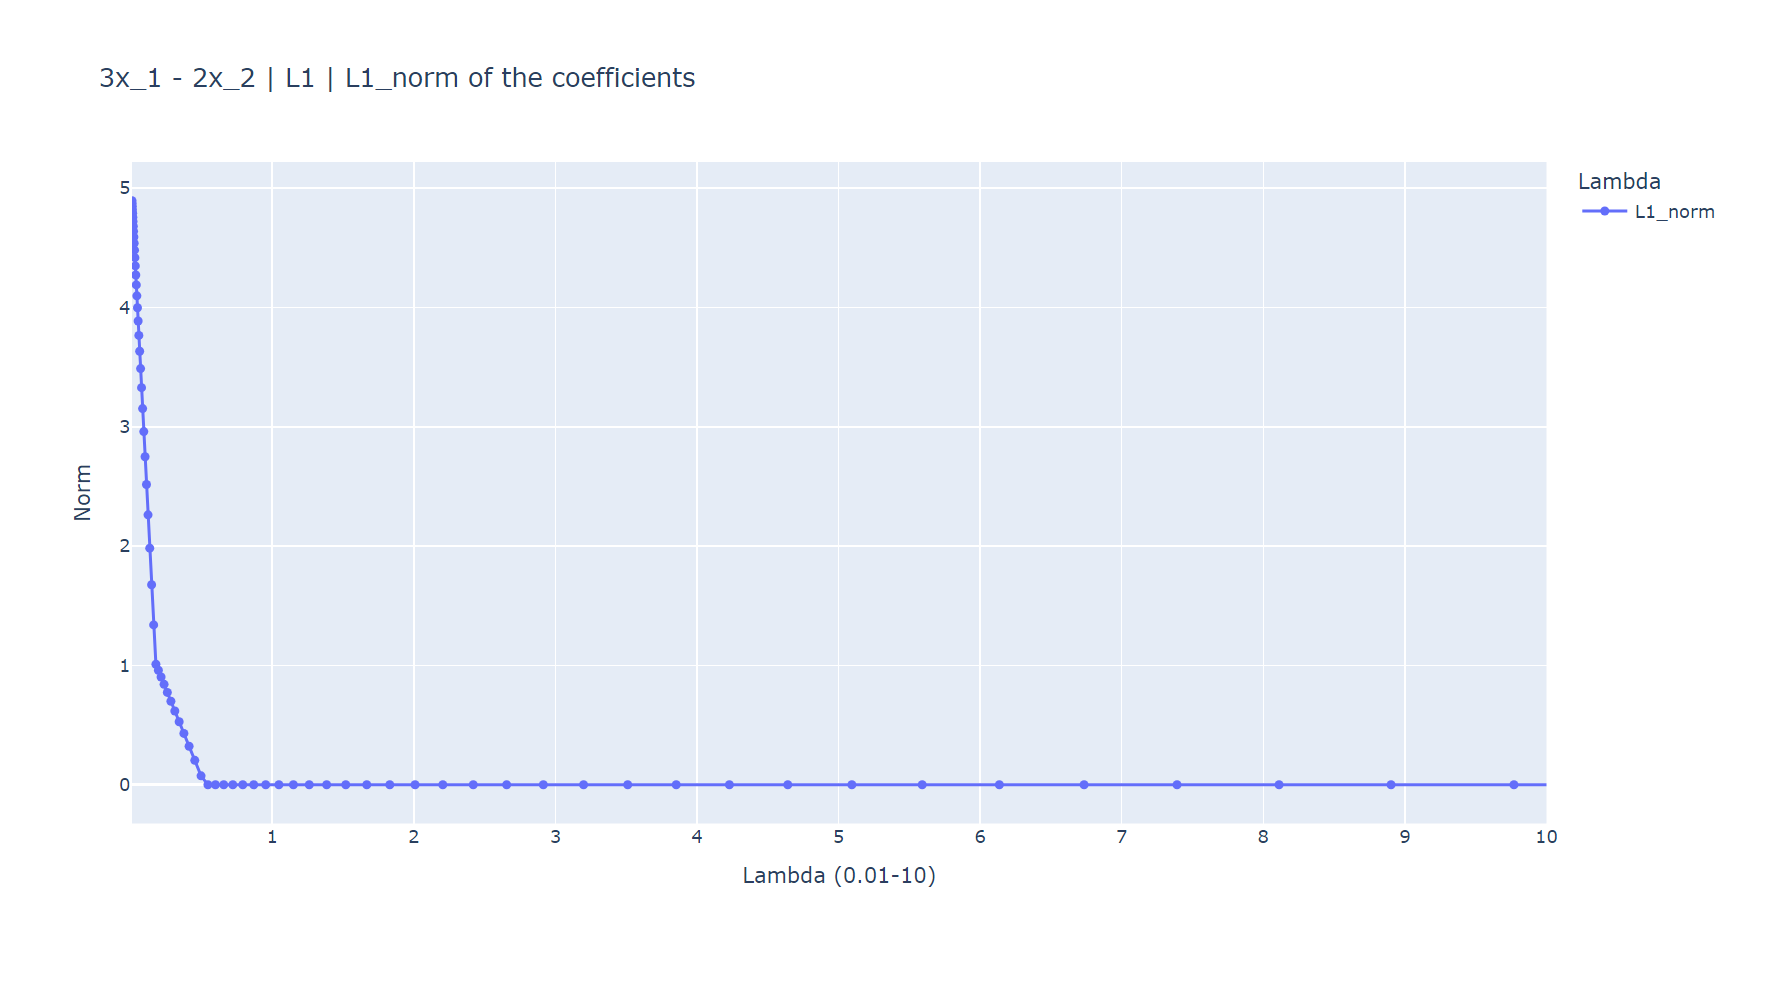 3x_1 - 2x_2 | L1 | L1_norm of the coefficients
Lambda
L1_norm
5
4
3
2
1
0
Norm
1 2 3 4 5 6 7 8 9 10
Lambda (0.01-10)